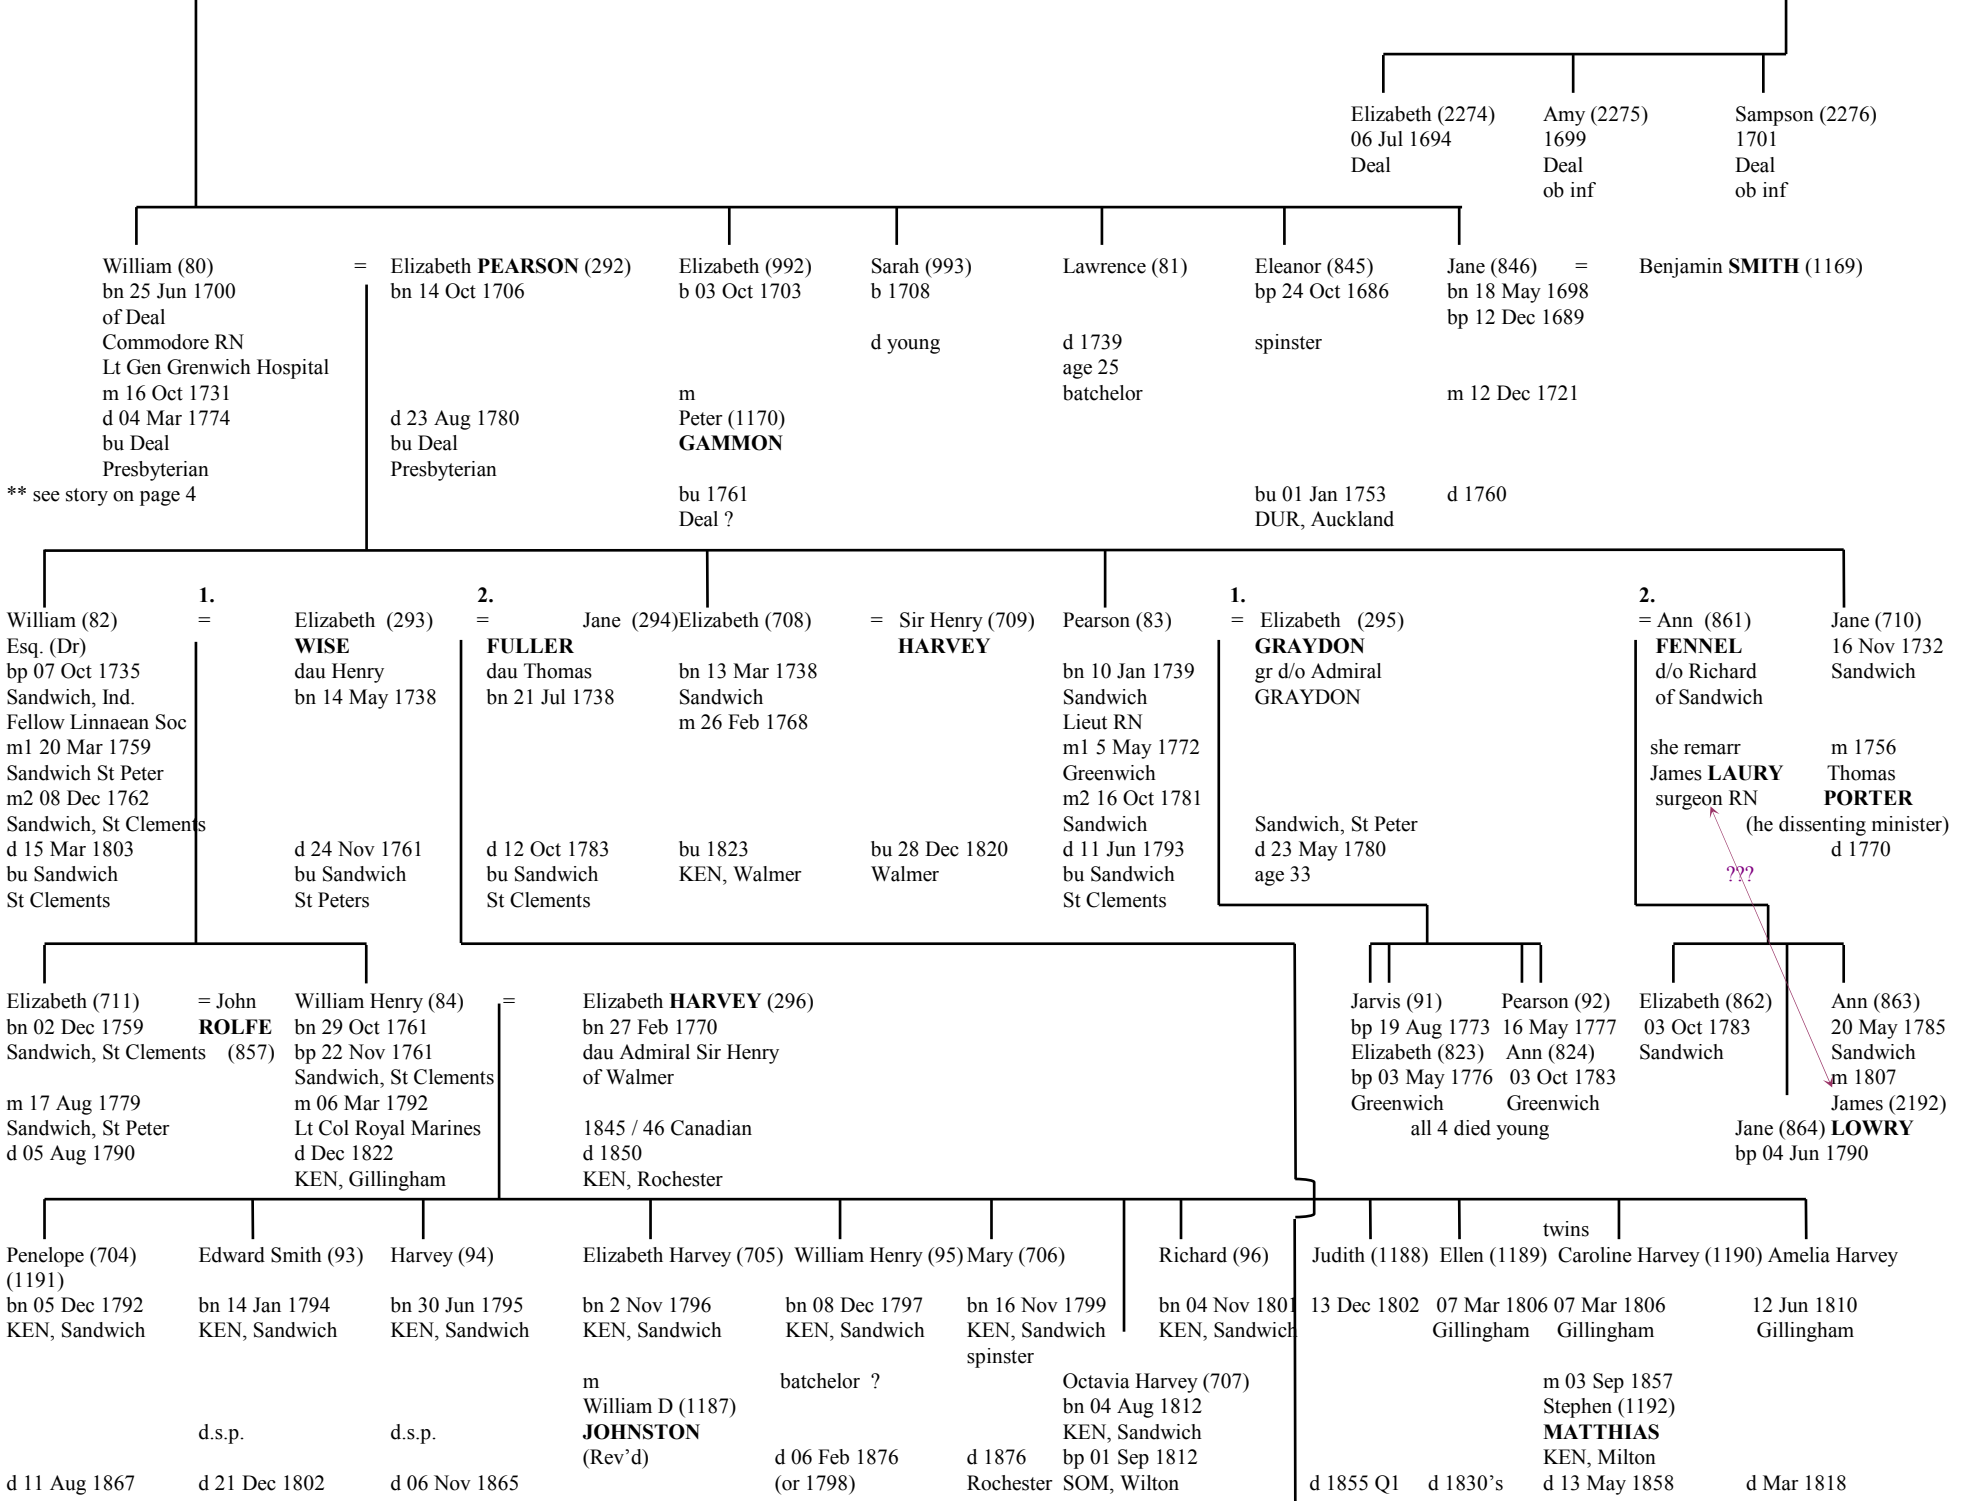 Elizabeth (2274)
06 Jul 1694
Deal
Amy (2275)
1699
Deal
ob inf
Sampson (2276)
1701
Deal
ob inf
William (80)
bn 25 Jun 1700
of Deal
Commodore RN
Lt Gen Grenwich Hospital
m 16 Oct 1731
d 04 Mar 1774
bu Deal
Presbyterian
** see story on page 4
=
Elizabeth PEARSON (292)
bn 14 Oct 1706
d 23 Aug 1780
bu Deal
Presbyterian
Elizabeth (992)
b 03 Oct 1703
m
Peter (1170)
GAMMON
bu 1761
Deal ?
Sarah (993)
b 1708
d young
Lawrence (81)
d 1739
age 25
batchelor
Eleanor (845)
bp 24 Oct 1686
spinster
bu 01 Jan 1753
DUR, Auckland
Jane (846) =
bn 18 May 1698
bp 12 Dec 1689
m 12 Dec 1721
d 1760
Benjamin SMITH (1169)
William (82)
Esq. (Dr)
bp 07 Oct 1735
Sandwich, Ind.
Fellow Linnaean Soc
m1 20 Mar 1759
Sandwich St Peter
m2 08 Dec 1762
Sandwich, St Clements
d 15 Mar 1803
bu Sandwich
St Clements
1.
=
Elizabeth (293)
WISE
dau Henry
bn 14 May 1738
d 24 Nov 1761
bu Sandwich
St Peters
2.
= Jane (294)
FULLER
dau Thomas
bn 21 Jul 1738
d 12 Oct 1783
bu Sandwich
St Clements
Elizabeth (708)
bn 13 Mar 1738
Sandwich
m 26 Feb 1768
bu 1823
KEN, Walmer
= Sir Henry (709)
HARVEY
bu 28 Dec 1820
Walmer
Pearson (83)
bn 10 Jan 1739
Sandwich
Lieut RN
m1 5 May 1772
Greenwich
m2 16 Oct 1781
Sandwich
d 11 Jun 1793
bu Sandwich
St Clements
1.
= Elizabeth (295)
GRAYDON
gr d/o Admiral
GRAYDON
Sandwich, St Peter
d 23 May 1780
age 33
2.
= Ann (861)
FENNEL
d/o Richard
of Sandwich
she remarr
James LAURY
surgeon RN
???
Jane (710)
16 Nov 1732
Sandwich
m 1756
Thomas
PORTER
(he dissenting minister)
d 1770
Elizabeth (711)
bn 02 Dec 1759
Sandwich, St Clements
m 17 Aug 1779
Sandwich, St Peter
d 05 Aug 1790
= John
ROLFE
(857)
William Henry (84)
bn 29 Oct 1761
bp 22 Nov 1761
Sandwich, St Clements
m 06 Mar 1792
Lt Col Royal Marines
d Dec 1822
KEN, Gillingham
=
Elizabeth HARVEY (296)
bn 27 Feb 1770
dau Admiral Sir Henry
of Walmer
1845 / 46 Canadian
d 1850
KEN, Rochester
Jarvis (91)
bp 19 Aug 1773
Elizabeth (823)
bp 03 May 1776
Greenwich
Pearson (92)
16 May 1777
Ann (824)
03 Oct 1783
Greenwich
all 4 died young
Elizabeth (862)
03 Oct 1783
Sandwich
Ann (863)
20 May 1785
Sandwich
m 1807
James (2192)
LOWRY
Jane (864)
bp 04 Jun 1790
Penelope (704)
(1191)
bn 05 Dec 1792
KEN, Sandwich
d 11 Aug 1867
Edward Smith (93)
bn 14 Jan 1794
KEN, Sandwich
d.s.p.
d 21 Dec 1802
Harvey (94)
bn 30 Jun 1795
KEN, Sandwich
d.s.p.
d 06 Nov 1865
Elizabeth Harvey (705)
bn 2 Nov 1796
KEN, Sandwich
m
William D (1187)
JOHNSTON
(Rev'd)
William Henry (95)
bn 08 Dec 1797
KEN, Sandwich
batchelor ?
d 06 Feb 1876
(or 1798)
Mary (706)
bn 16 Nov 1799
KEN, Sandwich
spinster
d 1876
Rochester
Octavia Harvey (707)
bn 04 Aug 1812
KEN, Sandwich
bp 01 Sep 1812
SOM, Wilton
Richard (96)
bn 04 Nov 1801
KEN, Sandwich
Judith (1188)
13 Dec 1802
d 1855 Q1
twins
Ellen (1189)
07 Mar 1806
Gillingham
d 1830's
Caroline Harvey (1190)
07 Mar 1806
Gillingham
m 03 Sep 1857
Stephen (1192)
MATTHIAS
KEN, Milton
d 13 May 1858
Amelia Harvey
12 Jun 1810
Gillingham
d Mar 1818